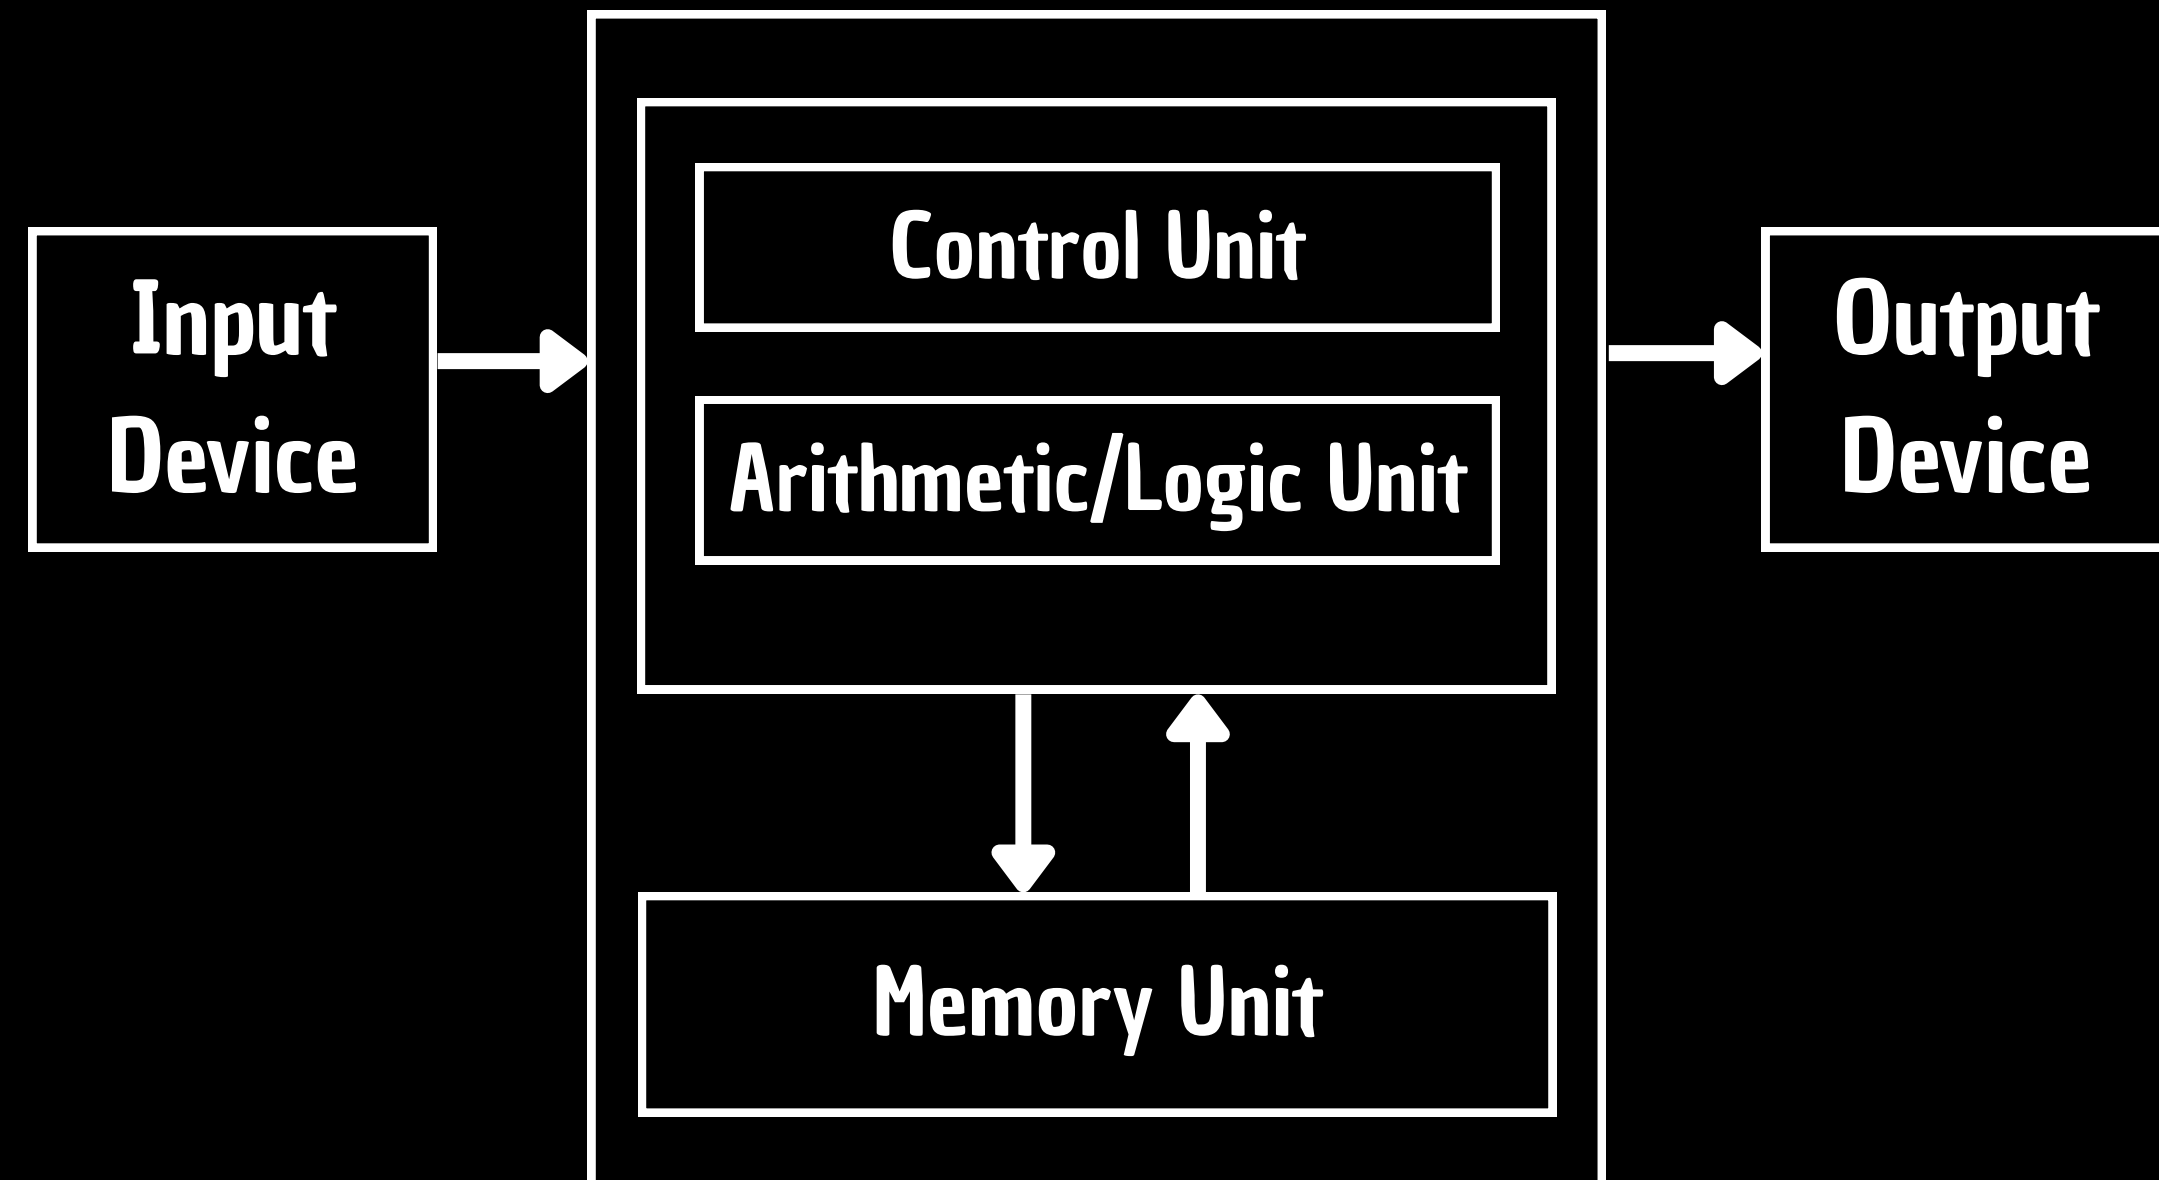 Input
Device
Control Unit
Arithmetic/Logic Unit
Memory Unit
Output
Device